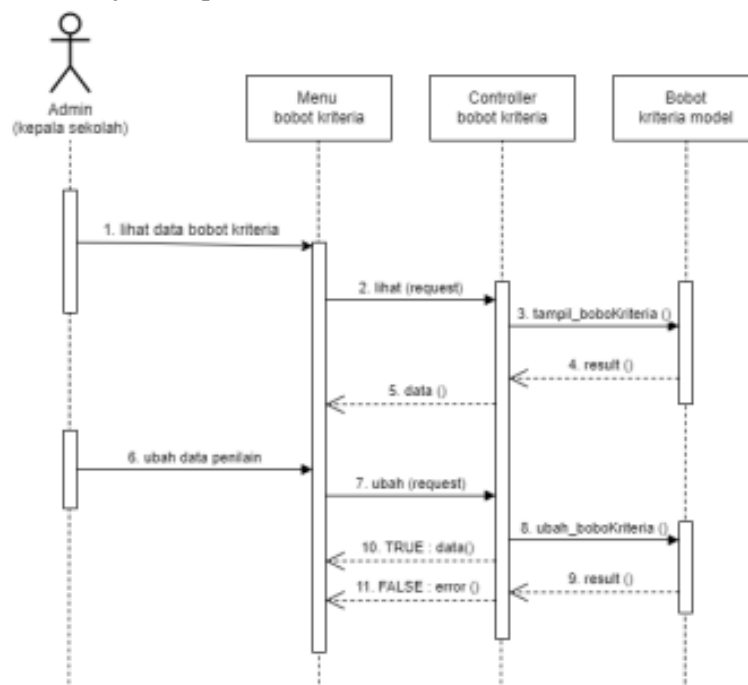 Admin
(kepala sekolah)
Menu
bobot kriteria
Controller
bobot kriteria
Bobot
kriteria model
1. lihat data bobot kriteria
2. lihat (request)
3. tampil_boboKriteria ()
4. result ()
5. data ()
6. ubah data penilain
7. ubah (request)
8. ubah_boboKriteria ()
10. TRUE : data()
9. result ()
11. FALSE : error ()